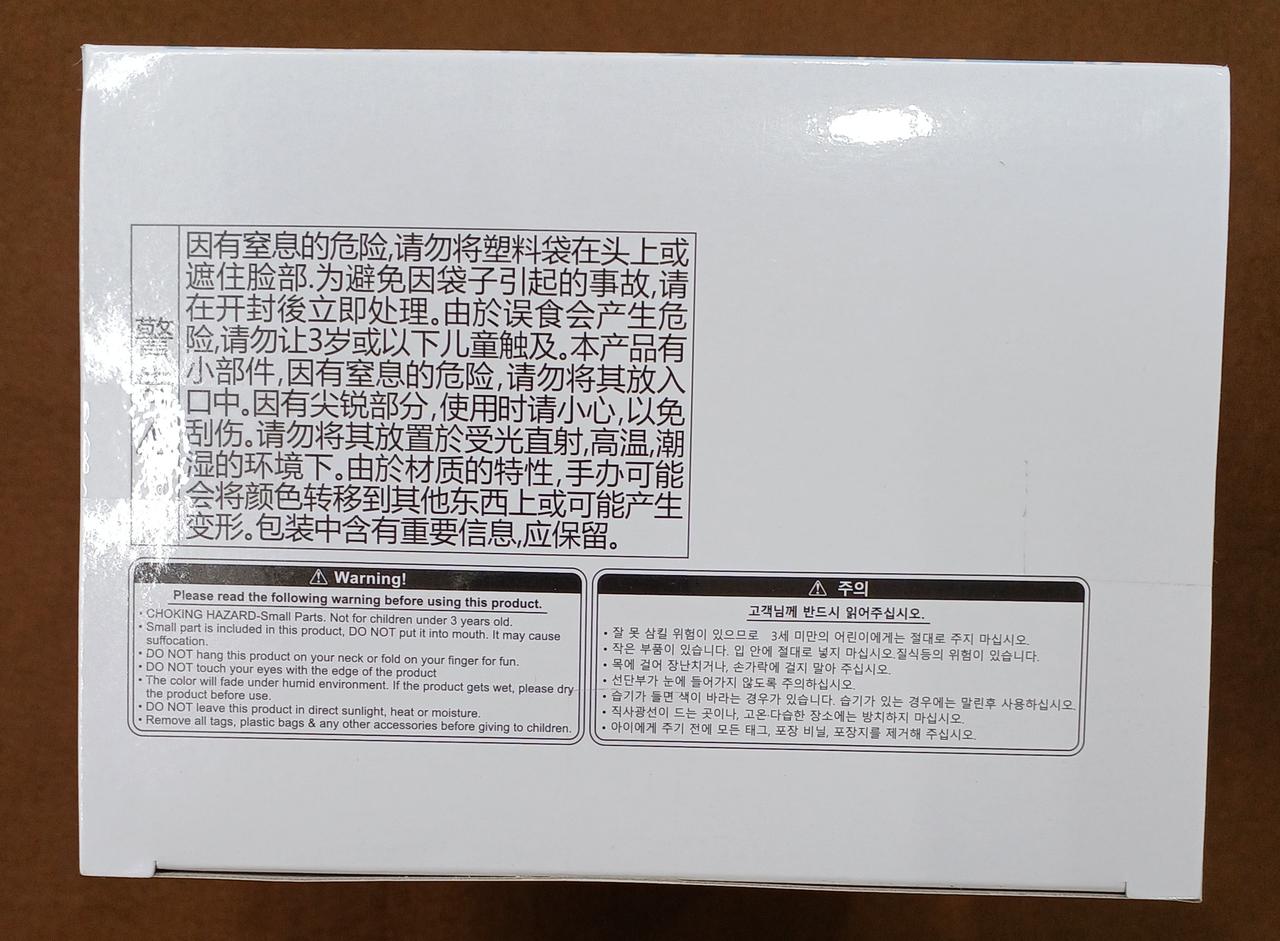 警
因有窒息的危险,请勿将塑料袋在头上或
遮住脸部.为避免因袋子引起的事故,请
在开封後立即处理。由於误食会产生危
险,请勿让3岁或以下儿童触及。本产品有
小部件,因有窒息的危险,请勿将其放入
口中。因有尖锐部分,使用时请小心,以免
刮伤。请勿将其放置於受光直射,高温,潮
湿的环境下。由於材质的特性,手办可能
会将颜色转移到其他东西上或可能产生
变形。包装中含有重要信息,应保留。
⚠ Warning!
Please read the following warning before using this product.
• CHOKING HAZARD-Small Parts. Not for children under 3 years old.
• Small part is included in this product, DO NOT put it into mouth. It may cause
suffocation.
• DO NOT hang this product on your neck or fold on your finger for fun.
• DO NOT touch your eyes with the edge of the product
• The color will fade under humid environment. If the product gets wet, please dry
the product before use.
• DO NOT leave this product in direct sunlight, heat or moisture.
• Remove all tags, plastic bags & any other accessories before giving to children.
⚠ 주의
고객님께 반드시 읽어주십시오.
• 잘 못 삼킬 위험이 있으므로 3세 미만의 어린이에게는 절대로 주지 마십시오.
• 작은 부품이 있습니다. 입 안에 절대로 넣지 마십시오.질식등의 위험이 있습니다.
• 목에 걸어 장난치거나, 손가락에 걸지 말아 주십시오.
• 선단부가 눈에 들어가지 않도록 주의하십시오.
• 습기가 들면 색이 바라는 경우가 있습니다. 습기가 있는 경우에는 말린후 사용하십시오.
• 직사광선이 드는 곳이나, 고온·다습한 장소에는 방치하지 마십시오.
• 아이에게 주기 전에 모든 태그, 포장 비닐, 포장지를 제거해 주십시오.